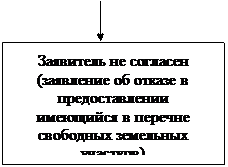 Заявитель не согласен
(заявление об отказе в
предоставлении
имеющийся в перечне
свободных земельных